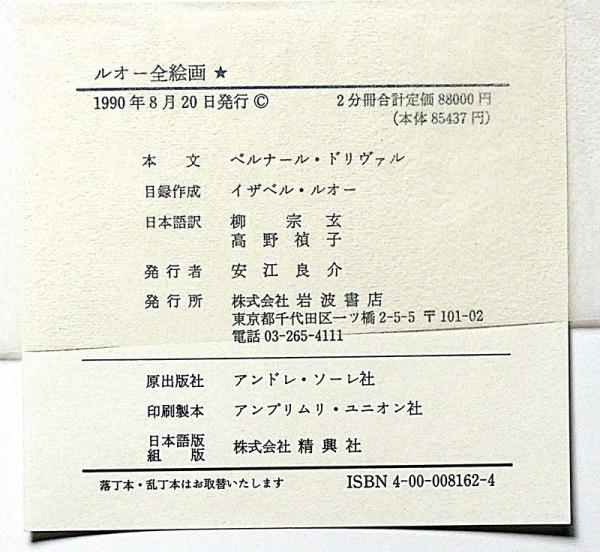 ルオー全絵画 ★
1990年8月20日発行 © 2分冊合計定価 88000円
(本体 85437円)
本文 ベルナール・ドリヴァル
目録作成 イザベル・ルオー
日本語訳 柳宗玄
高野禎子
発行者 安江良介
発行所 株式会社 岩波書店
東京都千代田区一ツ橋 2-5-5 〒101-02
電話 03-265-4111
原出版社 アンドレ・ソーレ社
印刷製本 アンプリムリ・ユニオン社
日本語版
組版 株式会社 精興社
落丁本・乱丁本はお取替いたします ISBN 4-00-008162-4